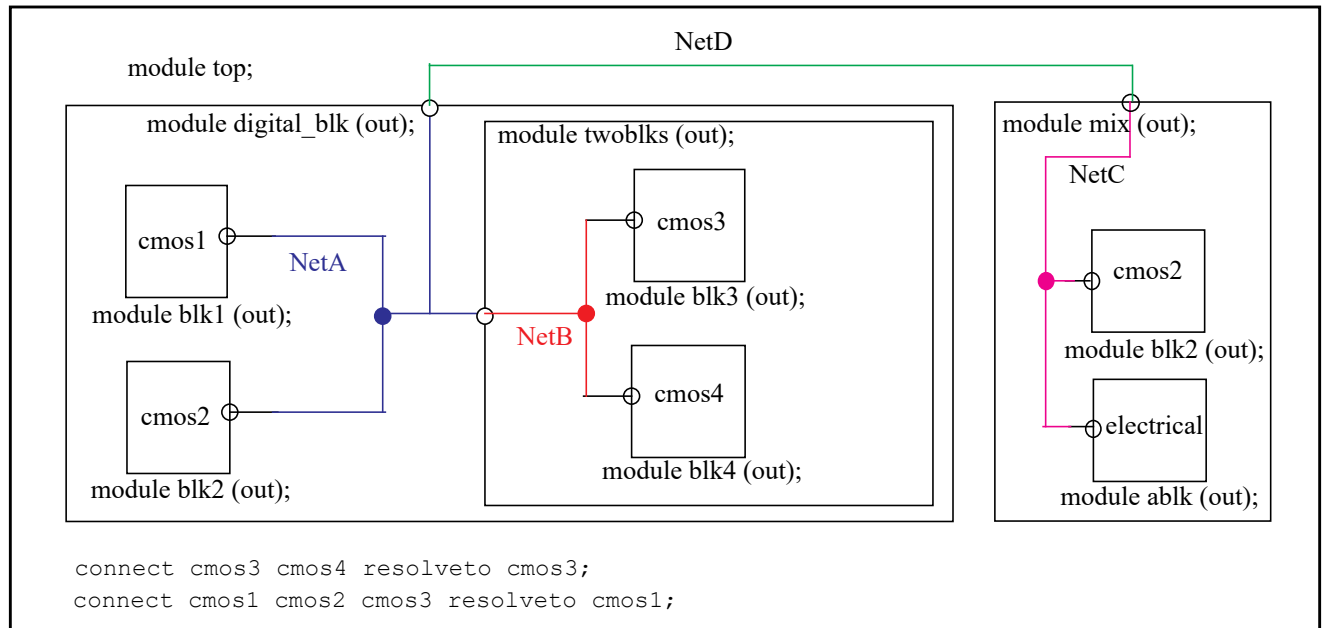 NetD
module top;
module digital_blk (out);
module twoblks (out);
module mix (out);
NetC
cmos1
cmos3
NetA
cmos2
module blk1 (out);
module blk3 (out);
NetB
module blk2 (out);
cmos2
cmos4
electrical
module blk2 (out);
module blk4 (out);
module ablk (out);
connect cmos3 cmos4 resolveto cmos3;
connect cmos1 cmos2 cmos3 resolveto cmos1;